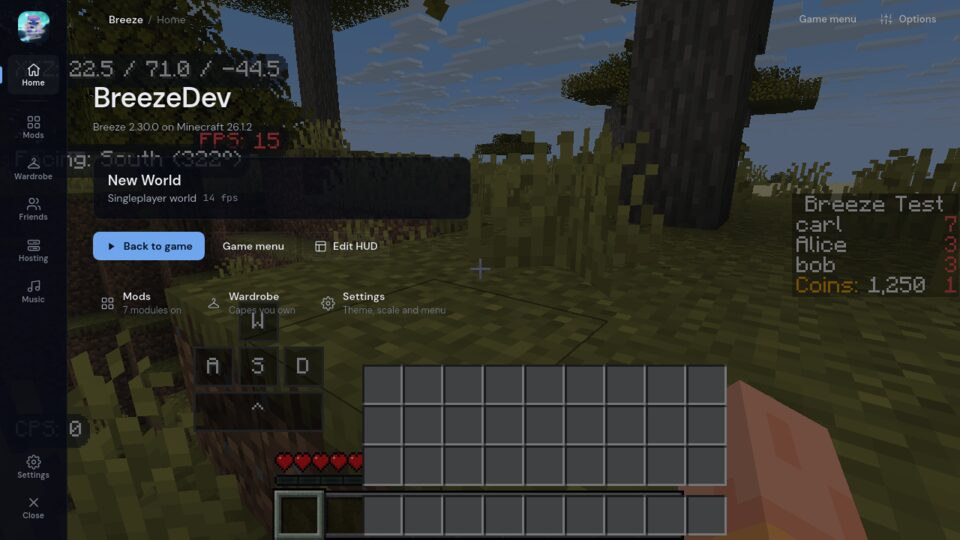 Breeze / Home
Game menu
Options
Home
22.5 / 71.0 / -44.5
BreezeDev
Breeze 2.30.0 on Minecraft 26.1.2
FPS: 15
Mods
Facing: South (322°)
Wardrobe
New World
Singleplayer world 14 fps
Friends
Breeze Test
carl 7
Alice 3
bob 3
Coins: 1,250 1
Hosting
Back to game
Game menu
Edit HUD
Music
Mods
7 modules on
Wardrobe
Capes you own
Settings
Theme, scale and menu
W
A S D
^
CPS: 0
Settings
Close